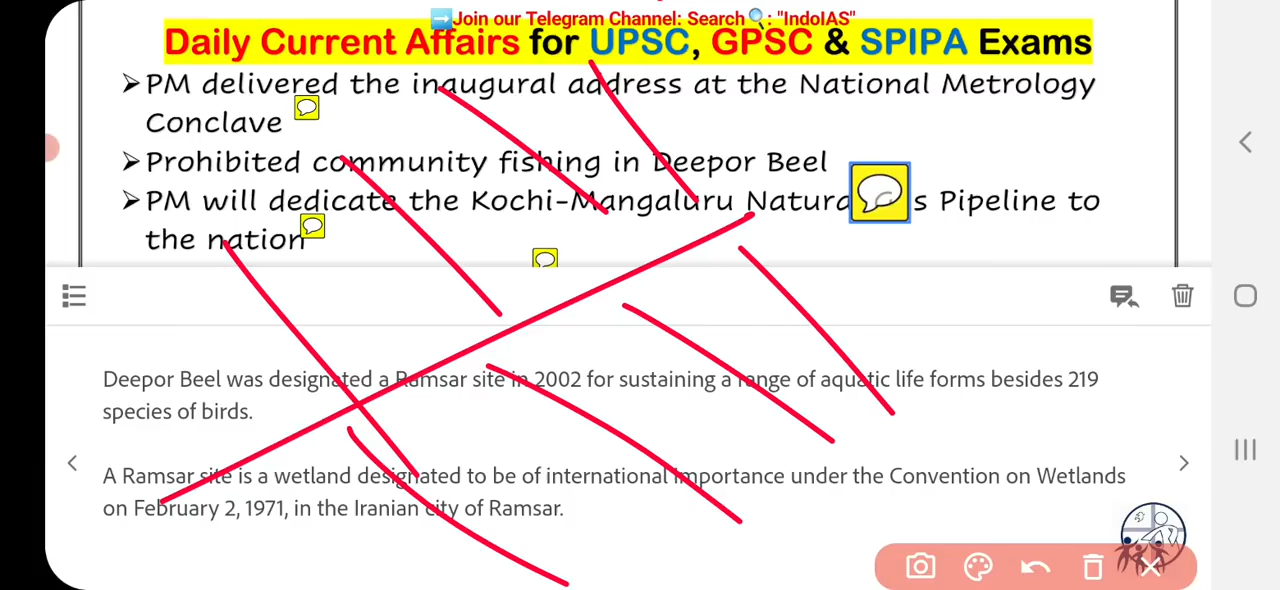 Join our Telegram Channel: Search : "IndoIAS"
Daily Current Affairs for UPSC, GPSC & SPIPA Exams
PM delivered the inaugural address at the National Metrology
Conclave
Prohibited community fishing in Deepor Beel
PM will dedicate the Kochi-Mangaluru Natura s Pipeline to
the nation
Deepor Beel was designated a Ramsar site in 2002 for sustaining a range of aquatic life forms besides 219
species of birds.
A Ramsar site is a wetland designated to be of international importance under the Convention on Wetlands
on February 2, 1971, in the Iranian city of Ramsar.